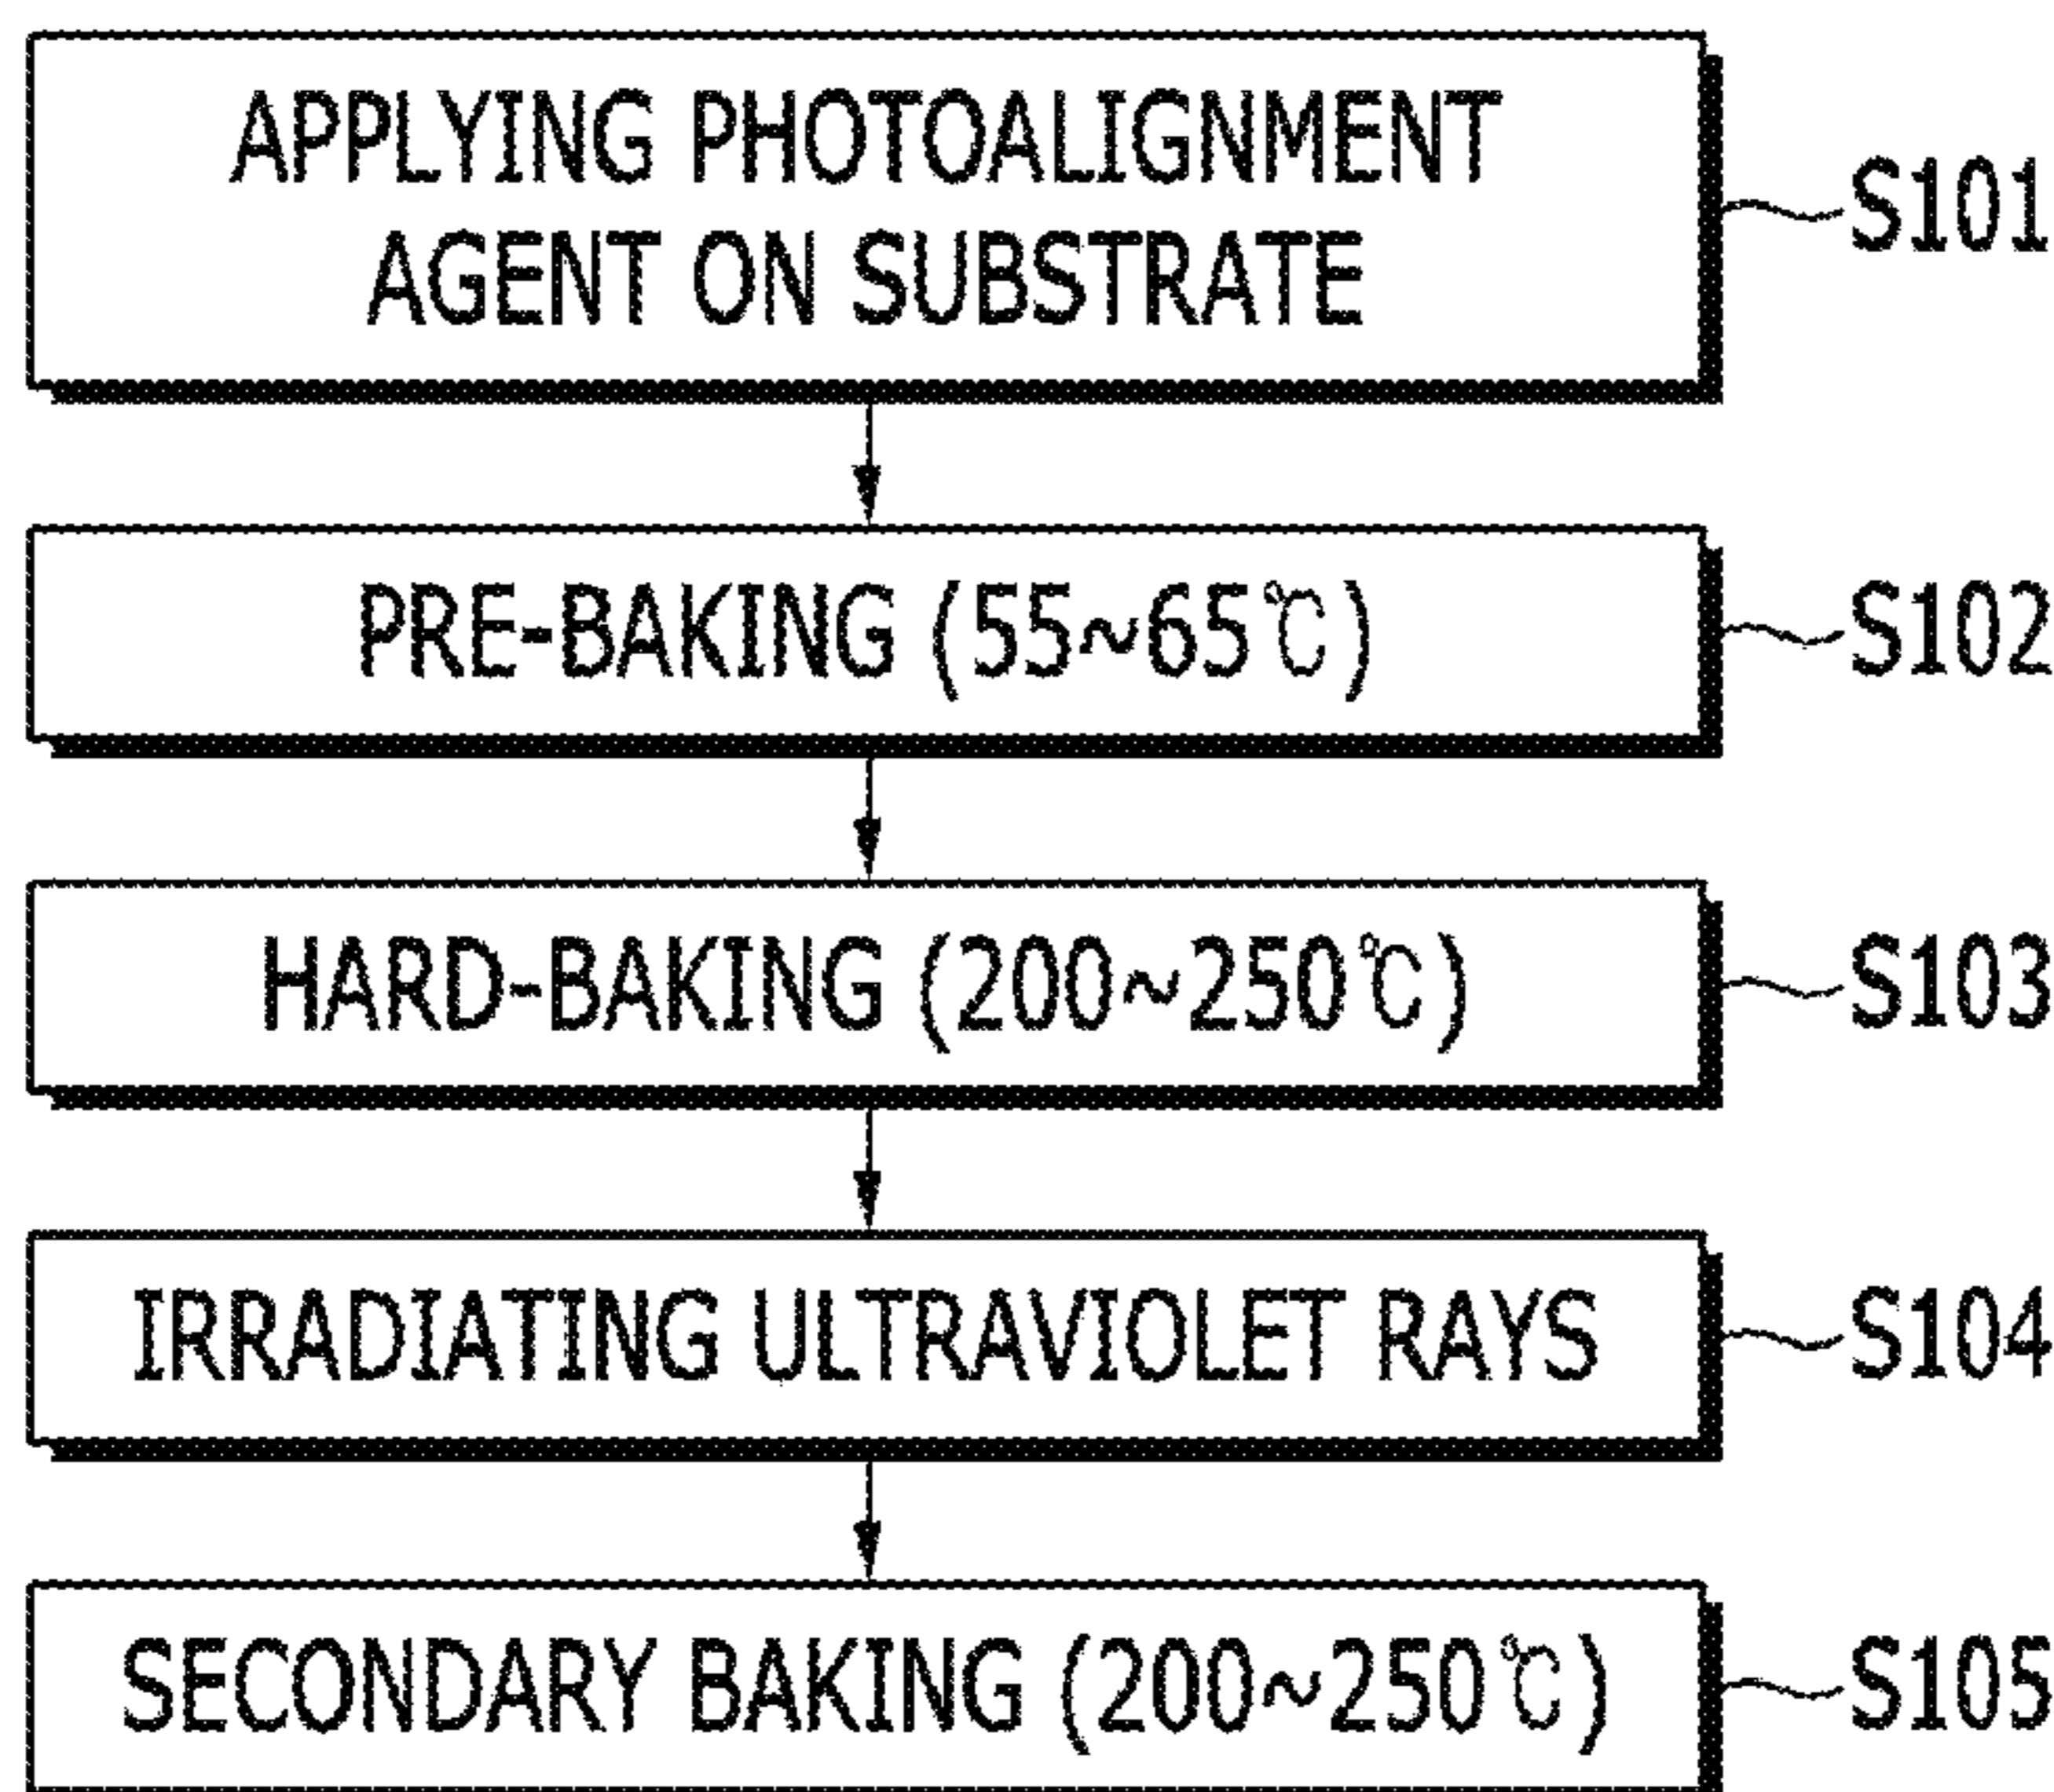 APPLYING PHOTOALIGNMENT
AGENT ON SUBSTRATE
S101
PRE-BAKING (55~65℃)
S102
HARD-BAKING (200~250℃)
S103
IRRADIATING ULTRAVIOLET RAYS
S104
SECONDARY BAKING (200~250℃)
S105